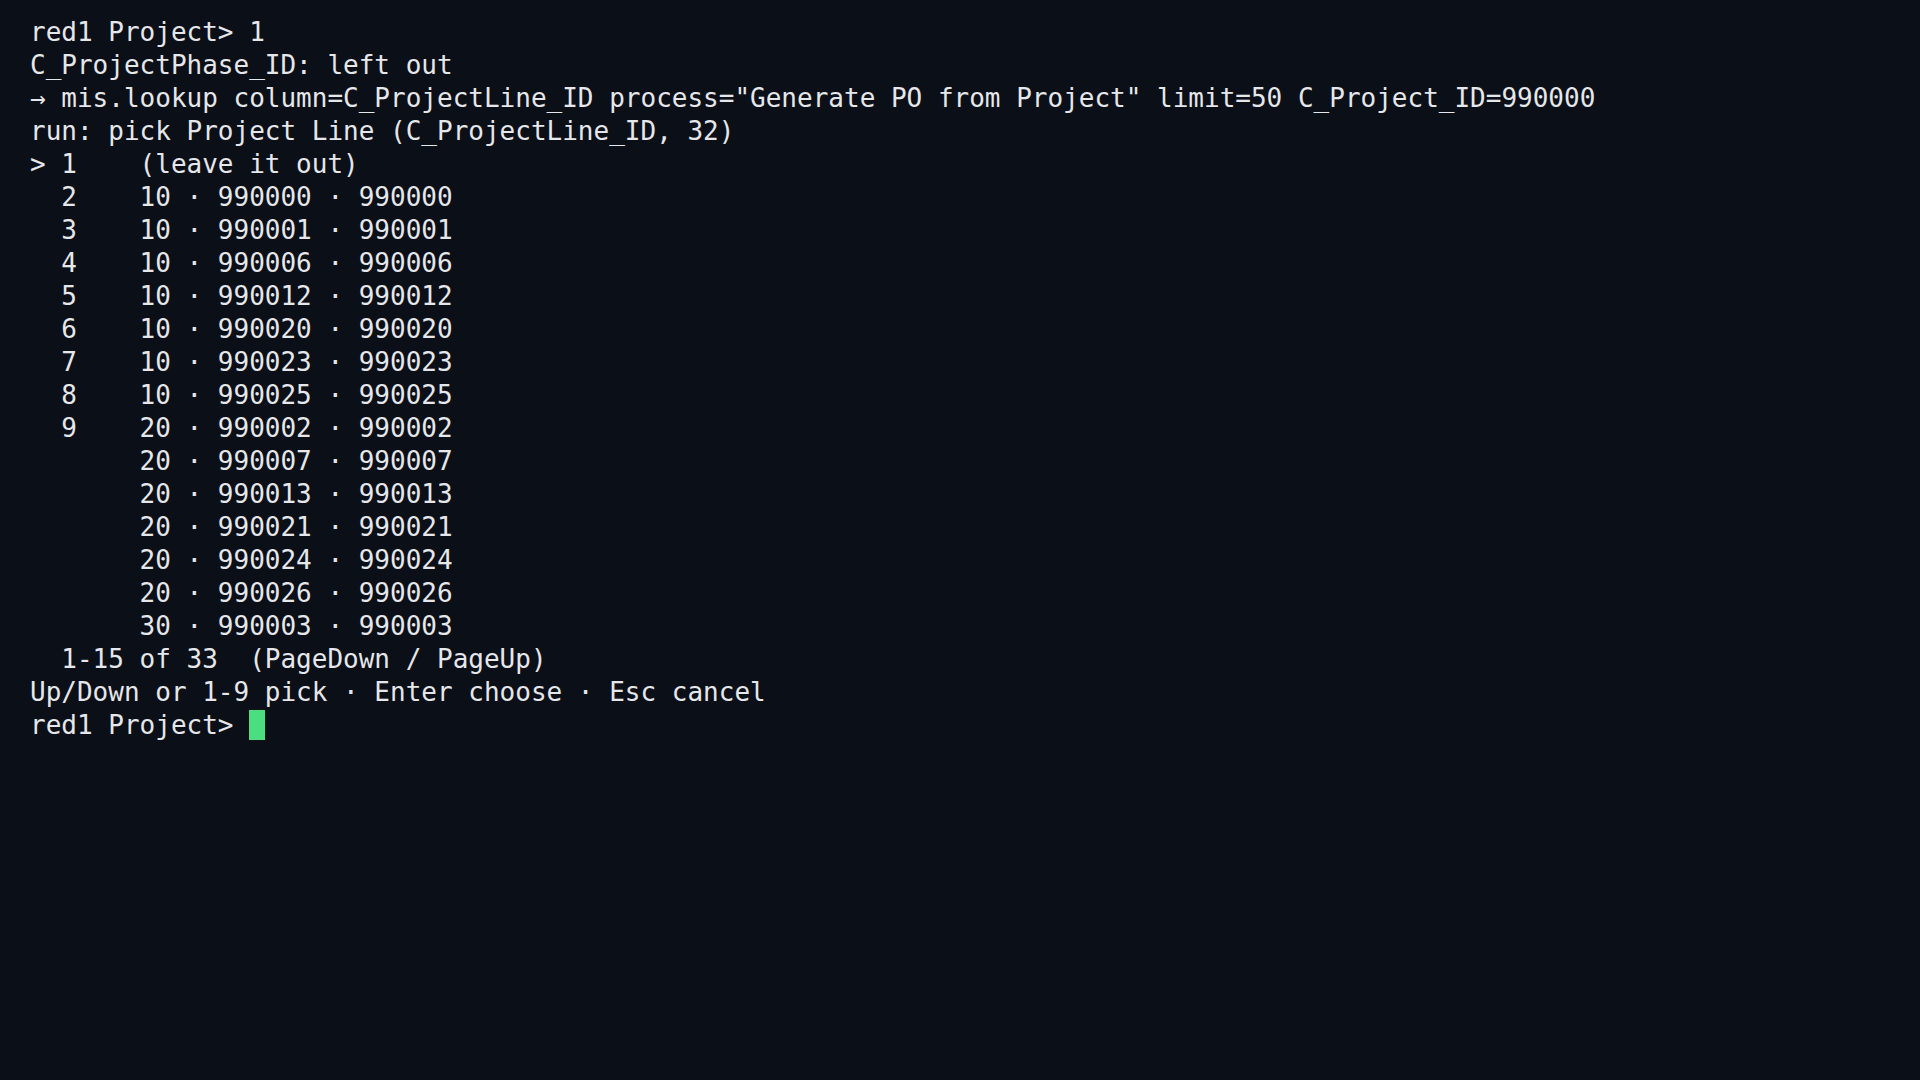 red1 Project> 1
C_ProjectPhase_ID: left out
→ mis.lookup column=C_ProjectLine_ID process="Generate PO from Project" limit=50 C_Project_ID=990000
run: pick Project Line (C_ProjectLine_ID, 32)
> 1    (leave it out)
  2    10 · 990000 · 990000
  3    10 · 990001 · 990001
  4    10 · 990006 · 990006
  5    10 · 990012 · 990012
  6    10 · 990020 · 990020
  7    10 · 990023 · 990023
  8    10 · 990025 · 990025
  9    20 · 990002 · 990002
       20 · 990007 · 990007
       20 · 990013 · 990013
       20 · 990021 · 990021
       20 · 990024 · 990024
       20 · 990026 · 990026
       30 · 990003 · 990003
  1-15 of 33  (PageDown / PageUp)
Up/Down or 1-9 pick · Enter choose · Esc cancel
red1 Project>